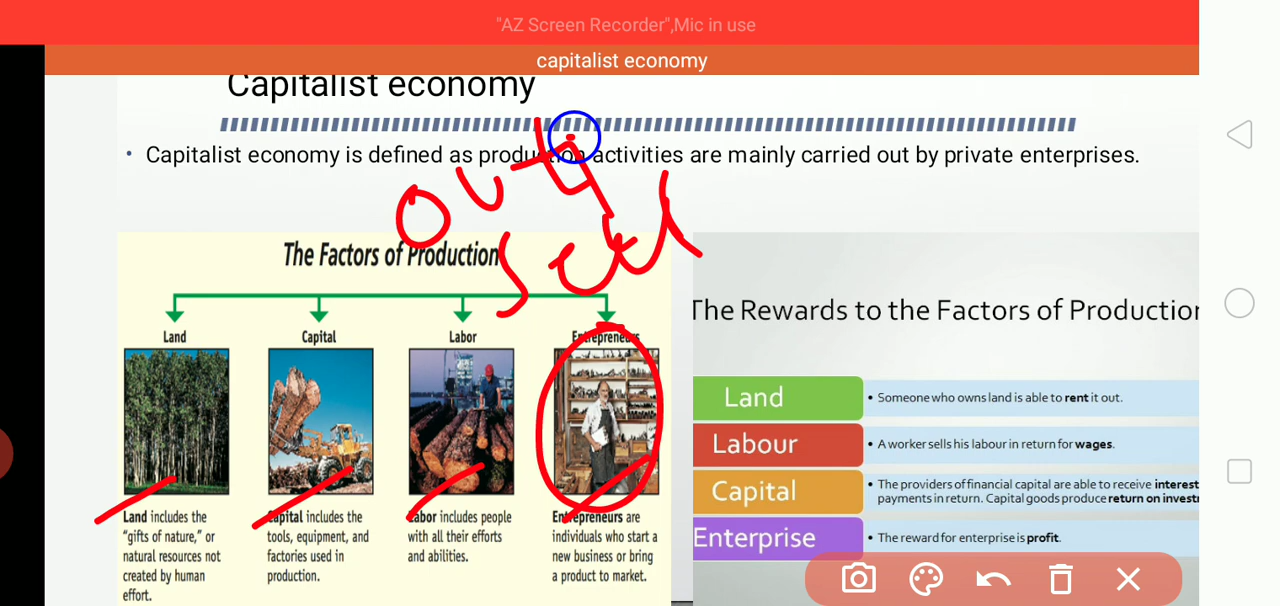 "AZ Screen Recorder",Mic in use
capitalist economy
Capitalist economy
• Capitalist economy is defined as production activities are mainly carried out by private enterprises.
out
sell
The Factors of Production
Land
Capital
Labor
Entrepreneurs
Land includes the
"gifts of nature," or
natural resources not
created by human
effort.
Capital includes the
tools, equipment, and
factories used in
production.
Labor includes people
with all their efforts
and abilities.
Entrepreneurs are
individuals who start a
new business or bring
a product to market.
The Rewards to the Factors of Production
Land
• Someone who owns land is able to rent it out.
Labour
• A worker sells his labour in return for wages.
Capital
• The providers of financial capital are able to receive interest
payments in return. Capital goods produce return on
Enterprise
• The reward for enterprise is profit.